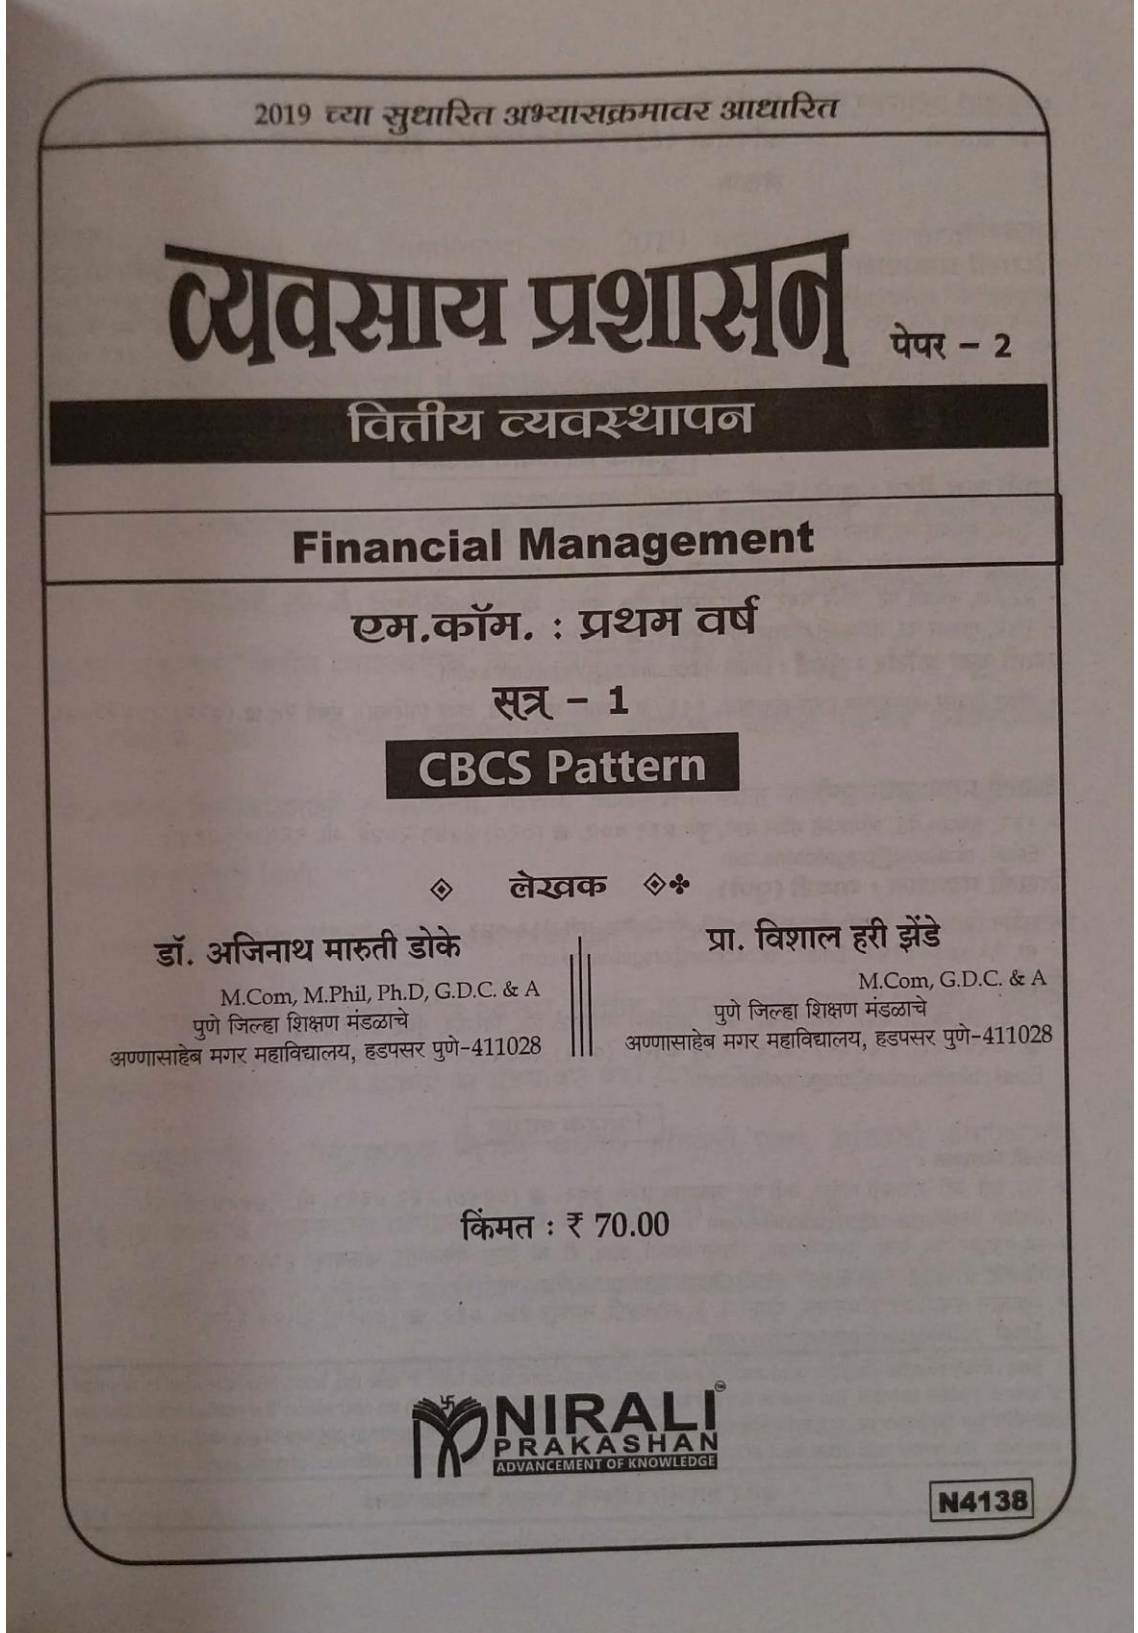 2019 च्या सुधारित अभ्यासक्रमावर आधारित
व्यवसाय प्रशासन पेपर – 2
वित्तीय व्यवस्थापन
Financial Management
एम.कॉम. : प्रथम वर्ष
सत्र – 1
CBCS Pattern
लेखक
डॉ. अजिनाथ मारुती डोके
M.Com, M.Phil, Ph.D, G.D.C. & A
पुणे जिल्हा शिक्षण मंडळाचे
अण्णासाहेब मगर महाविद्यालय, हडपसर पुणे-411028
प्रा. विशाल हरी झेंडे
M.Com, G.D.C. & A
पुणे जिल्हा शिक्षण मंडळाचे
अण्णासाहेब मगर महाविद्यालय, हडपसर पुणे-411028
किंमत : ₹ 70.00
NIRALI
PRAKASHAN
ADVANCEMENT OF KNOWLEDGE
N4138